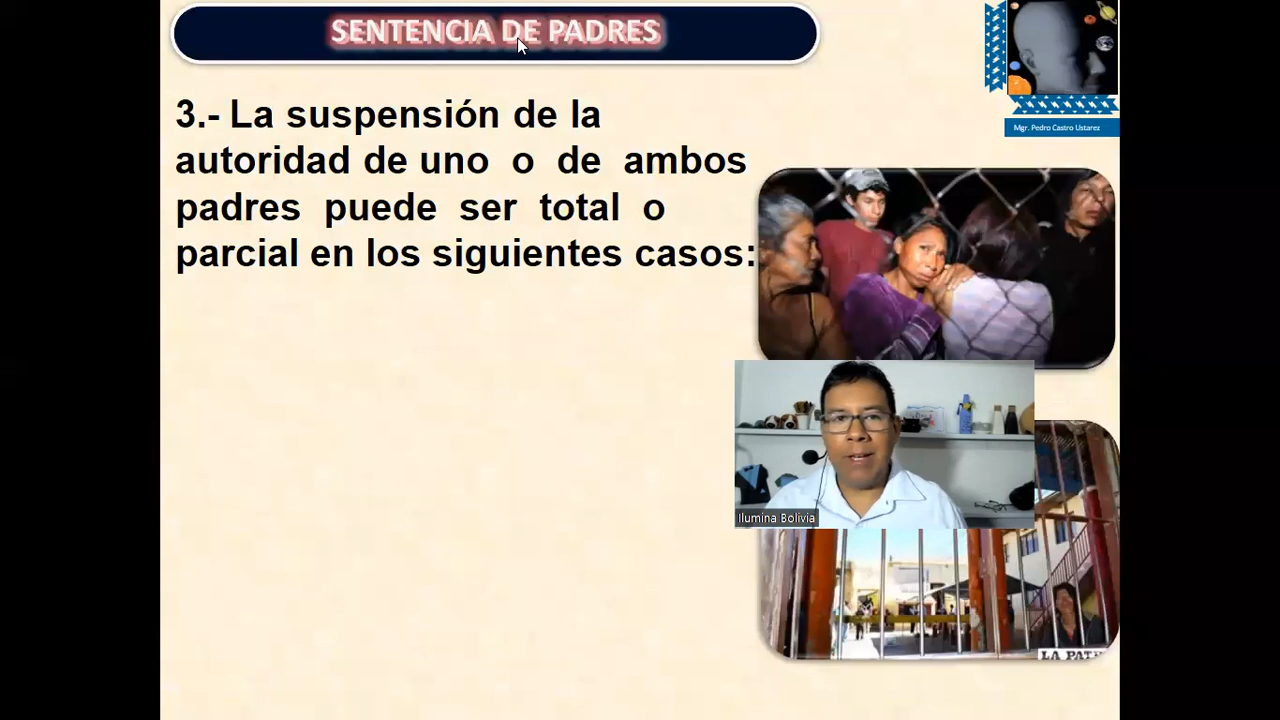 SENTENCIA DE PADRES
Mgr. Pedro Castro Ustarez
3.- La suspensión de la
autoridad de uno o de ambos
padres puede ser total o
parcial en los siguientes casos:
Ilumina Bolivia
LA